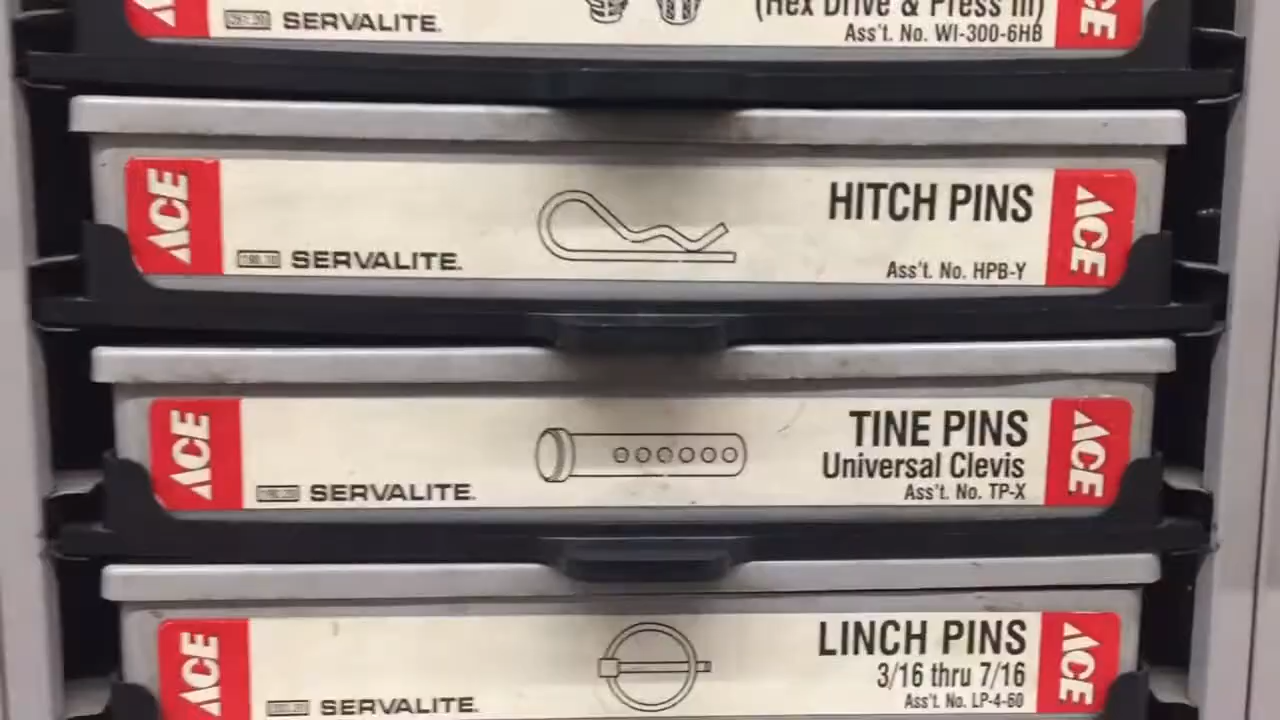 (Hex Drive & Press In)
SERVALITE.
Ass't. No. WI-300-6HB
ACE
ACE
HITCH PINS
SERVALITE.
Ass't. No. HPB-Y
ACE
ACE
TINE PINS
Universal Clevis
SERVALITE.
Ass't. No. TP-X
ACE
ACE
LINCH PINS
3/16 thru 7/16
SERVALITE.
Ass't. No. LP-4-60
ACE